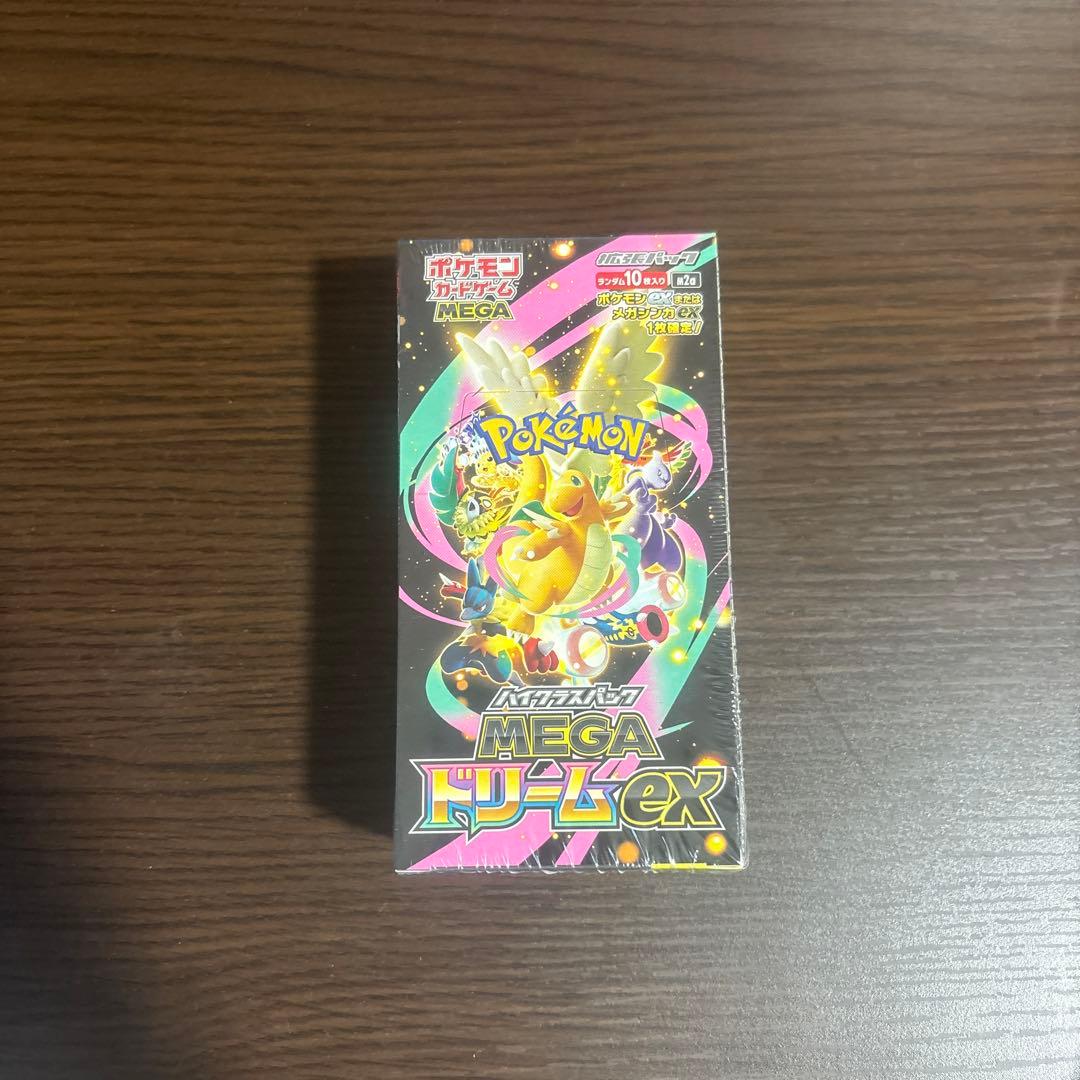 ポケモン
カードゲーム
MEGA
拡張パック
ランダム10枚入り M2a
ポケモンexまたは
メガシンカex
1枚確定!
POKÉMON
ハイクラスパック
MEGA
ドリームex